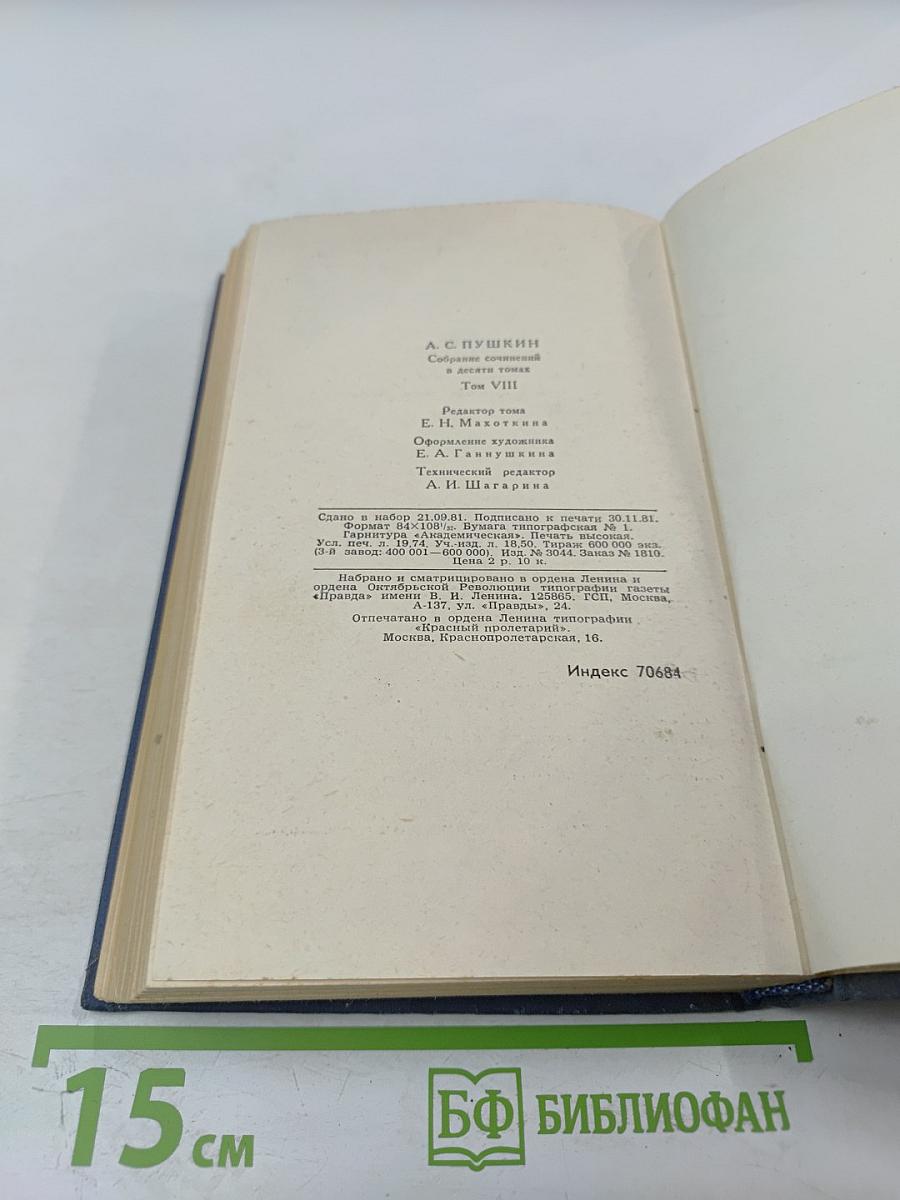 А. С. ПУШКИН
Собрание сочинений
в десяти томах
Том VIII
Редактор тома
Е. Н. Махоткина
Оформление художника
Е. А. Ганнушкина
Технический редактор
А. И. Шагарина
Сдано в набор 21.09.81. Подписано к печати 30.11.81.
Формат 84×108¹/₃₂. Бумага типографская № 1.
Гарнитура «Академическая». Печать высокая.
Усл. печ. л. 19,74. Уч.-изд. л. 18,50. Тираж 600 000 экз.
(3-й завод: 400 001—600 000). Изд. № 3044. Заказ № 1810.
Цена 2 р. 10 к.
Набрано и сматрицировано в ордена Ленина и
ордена Октябрьской Революции типографии газеты
«Правда» имени В. И. Ленина. 125865, ГСП, Москва,
А-137, ул. «Правды», 24.
Отпечатано в ордена Ленина типографии
«Красный пролетарий».
Москва, Краснопролетарская, 16.
Индекс 70684
15 см
БФ БИБЛИОФАН